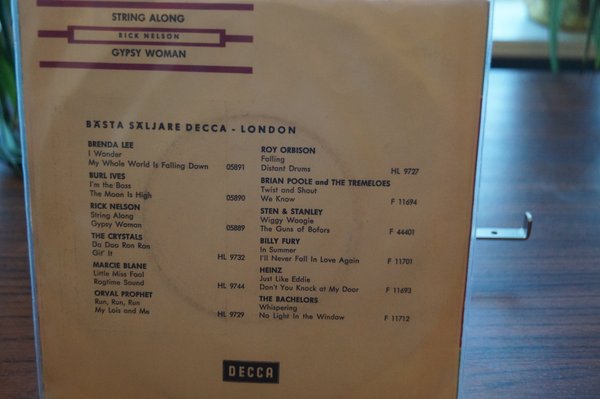 STRING ALONG
RICK NELSON
GYPSY WOMAN
BÄSTA SÄLJARE DECCA - LONDON
BRENDA LEE
I Wonder
My Whole World Is Falling Down 05891
BURL IVES
I'm the Boss
The Moon Is High 05890
RICK NELSON
String Along
Gypsy Woman 05889
THE CRYSTALS
Da Doo Ron Ron
Git' It HL 9732
MARCIE BLANE
Little Miss Fool
Ragtime Sound HL 9744
ORVAL PROPHET
Run, Run, Run
My Lois and Me HL 9729
ROY ORBISON
Falling
Distant Drums HL 9727
BRIAN POOLE and THE TREMELOES
Twist and Shout
We Know F 11694
STEN & STANLEY
Wiggy Woogie
The Guns of Bofors F 44401
BILLY FURY
In Summer
I'll Never Fall In Love Again F 11701
HEINZ
Just Like Eddie
Don't You Knock at My Door F 11693
THE BACHELORS
Whispering
No Light In the Window F 11712
DECCA